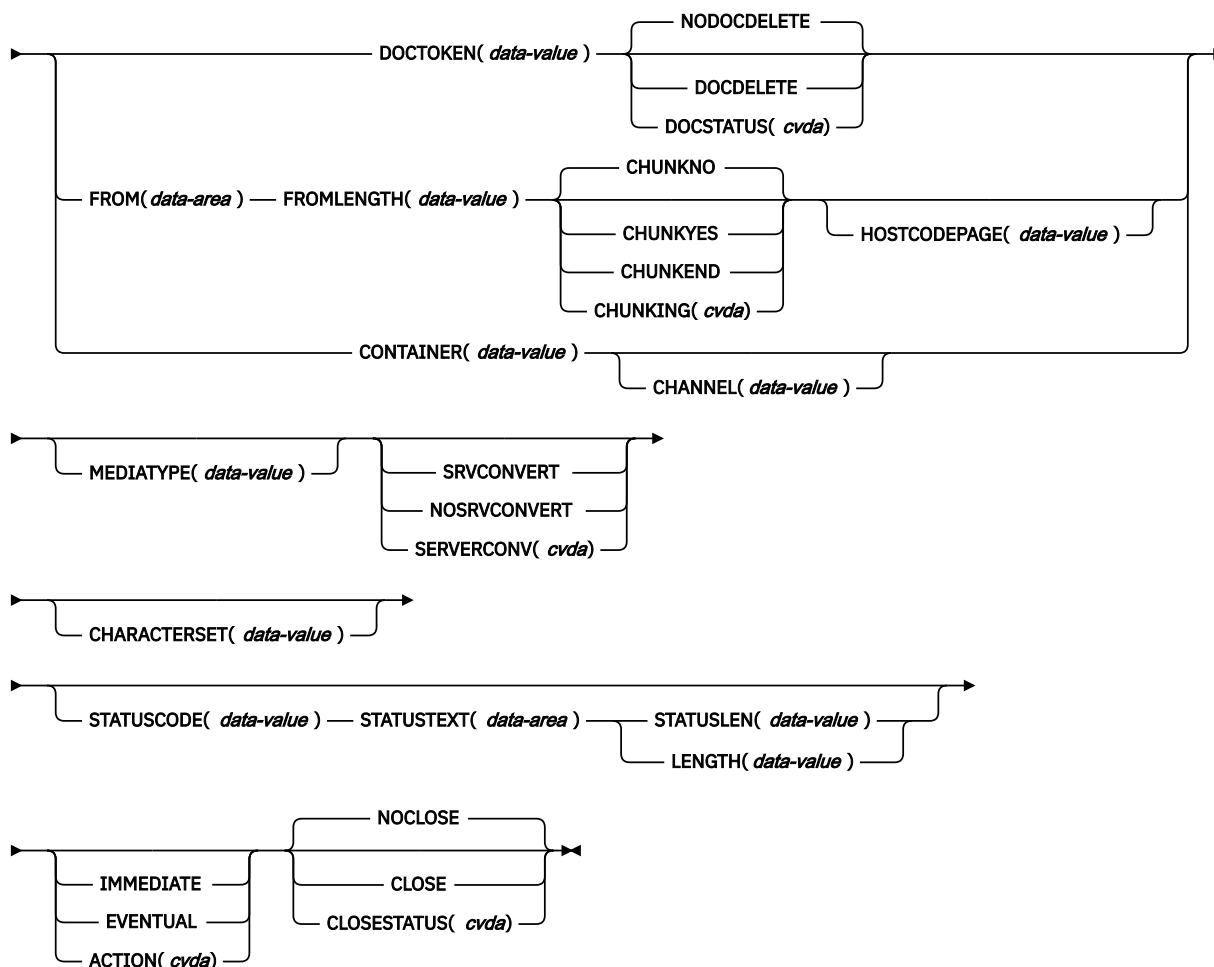 NODOCDELETE
DOCTOKEN( data-value )
DOCDELETE
DOCSTATUS( cvda)
CHUNKNO
FROM(data-area ) FROMLENGTH( data-value )
CHUNKYES
HOSTCODEPAGE( data-value )
CHUNKEND
CHUNKING( cvda)
CONTAINER( data-value )
CHANNEL(data-value )
MEDIATYPE( data-value )
SRVCONVERT
NOSRVCONVERT
SERVERCONV( cvda)
CHARACTERSET( data-value )
STATUSCODE( data-value ) STATUSTEXT( data-area ) STATUSLEN( data-value )
LENGTH( data-value )
NOCLOSE
IMMEDIATE
CLOSE
EVENTUAL
CLOSESTATUS( cvda)
ACTION( cvda)